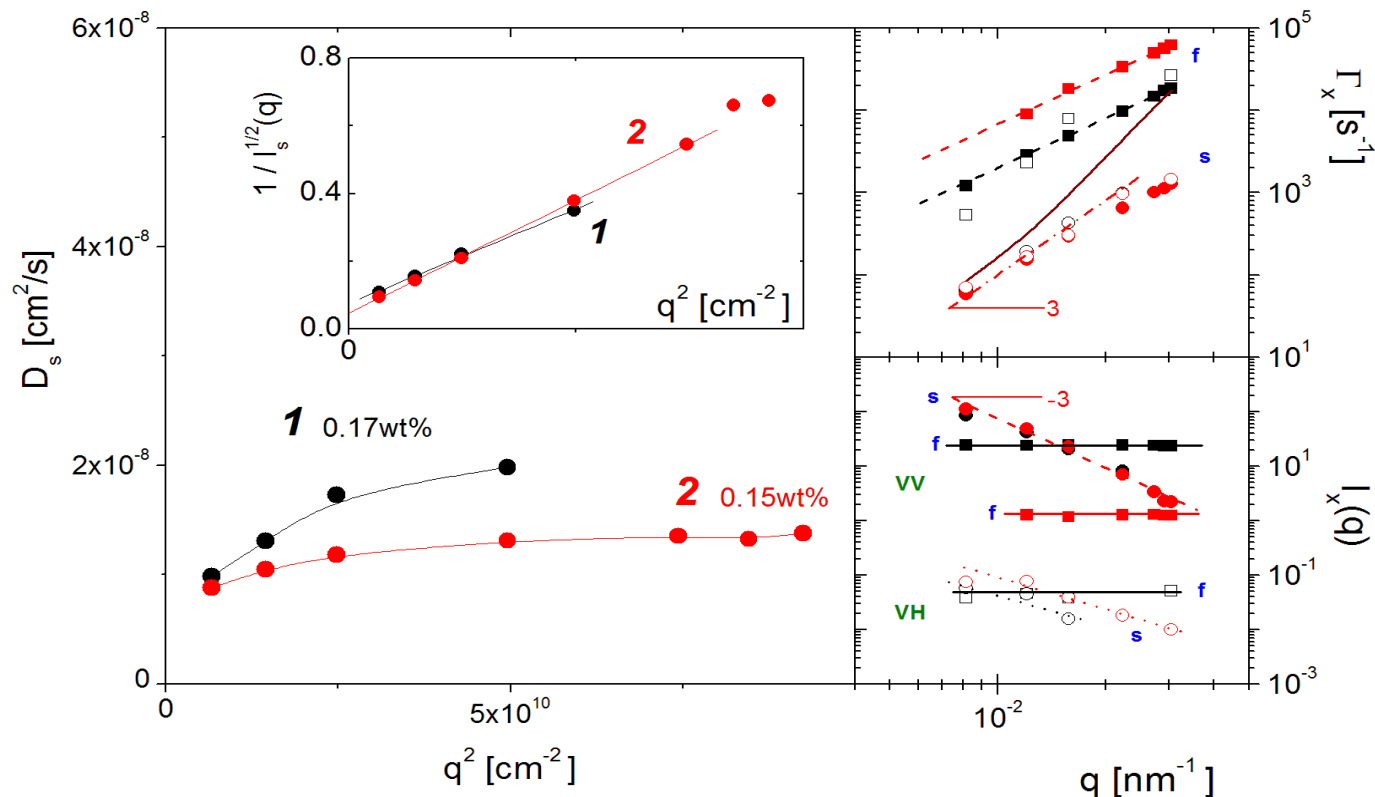 6x10⁻⁸
4x10⁻⁸
2x10⁻⁸
0
D_s [cm²/s]
0
5x10¹⁰
q² [cm⁻²]
0.8
0.4
0.0
0
1 / I_s^{1/2}(q)
q² [cm⁻²]
2
1
1 0.17wt%
2 0.15wt%
10⁵
10³
10¹
Γ_x [s⁻¹]
f
s
3
s
-3
f
VV
f
VH
f
s
10¹
10⁻¹
10⁻³
I_x(q)
10⁻²
q [nm⁻¹]